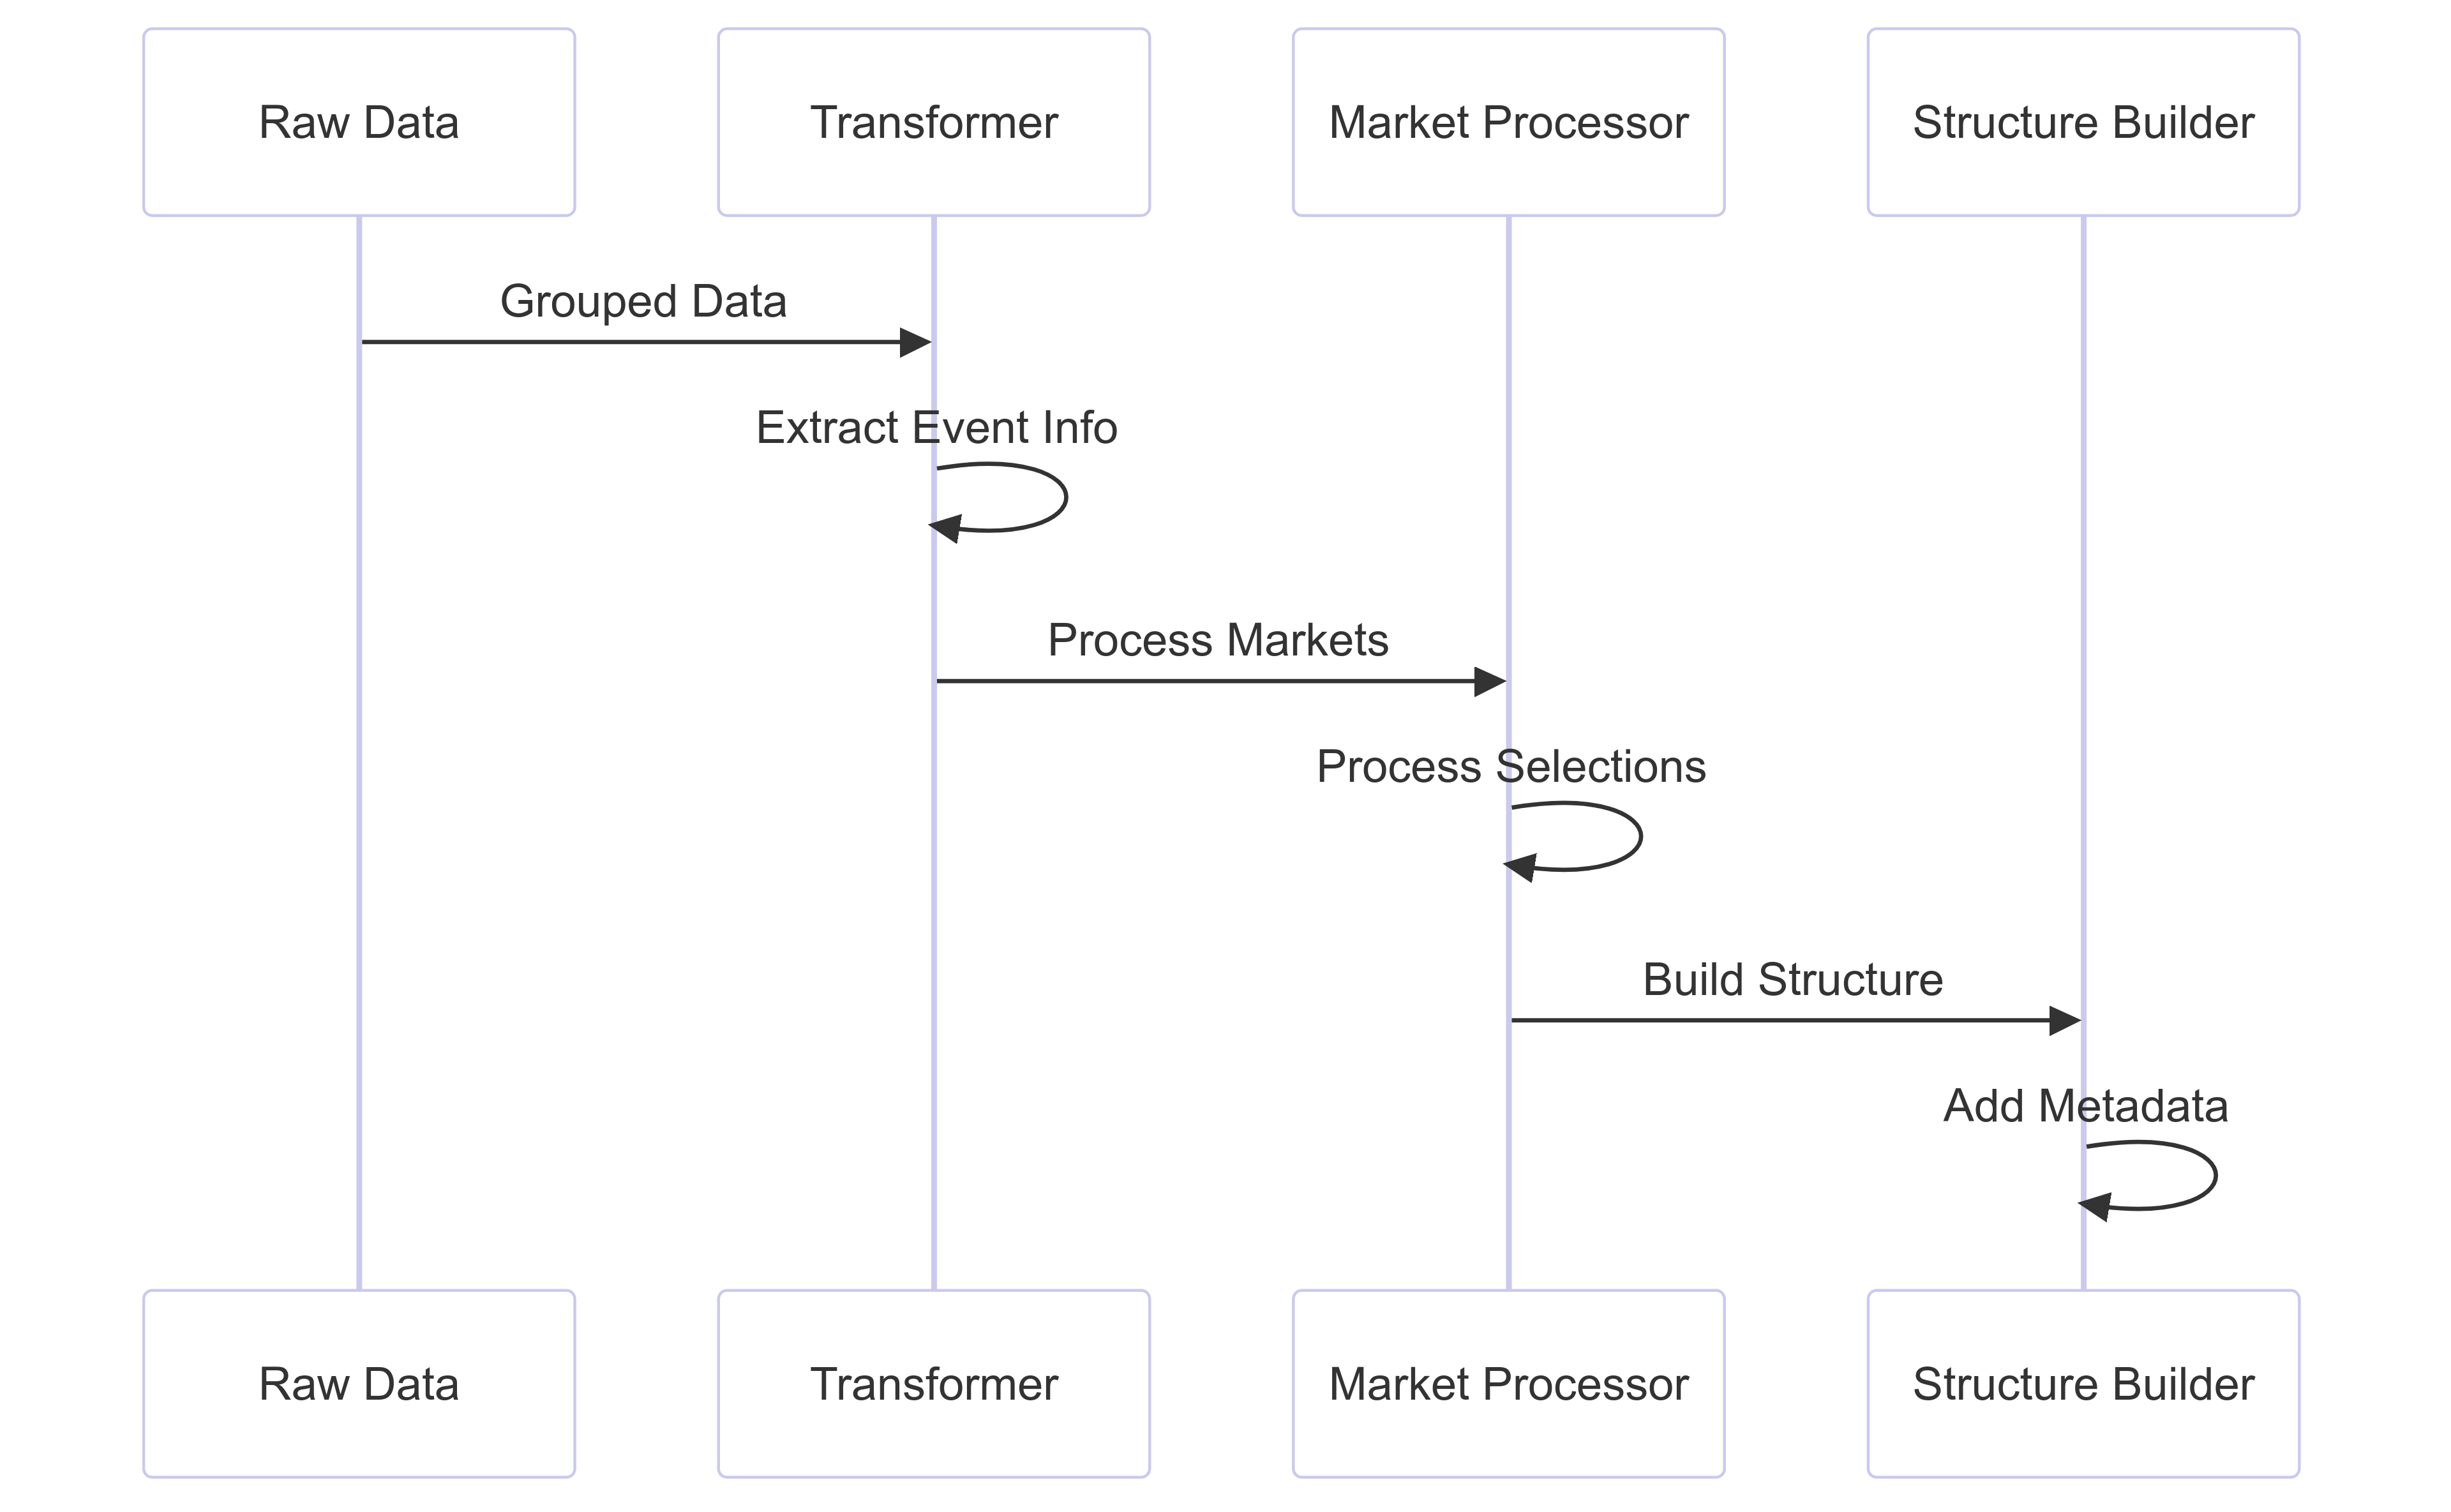 Raw Data
Transformer
Market Processor
Structure Builder
Grouped Data
Extract Event Info
Process Markets
Process Selections
Build Structure
Add Metadata
Raw Data
Transformer
Market Processor
Structure Builder